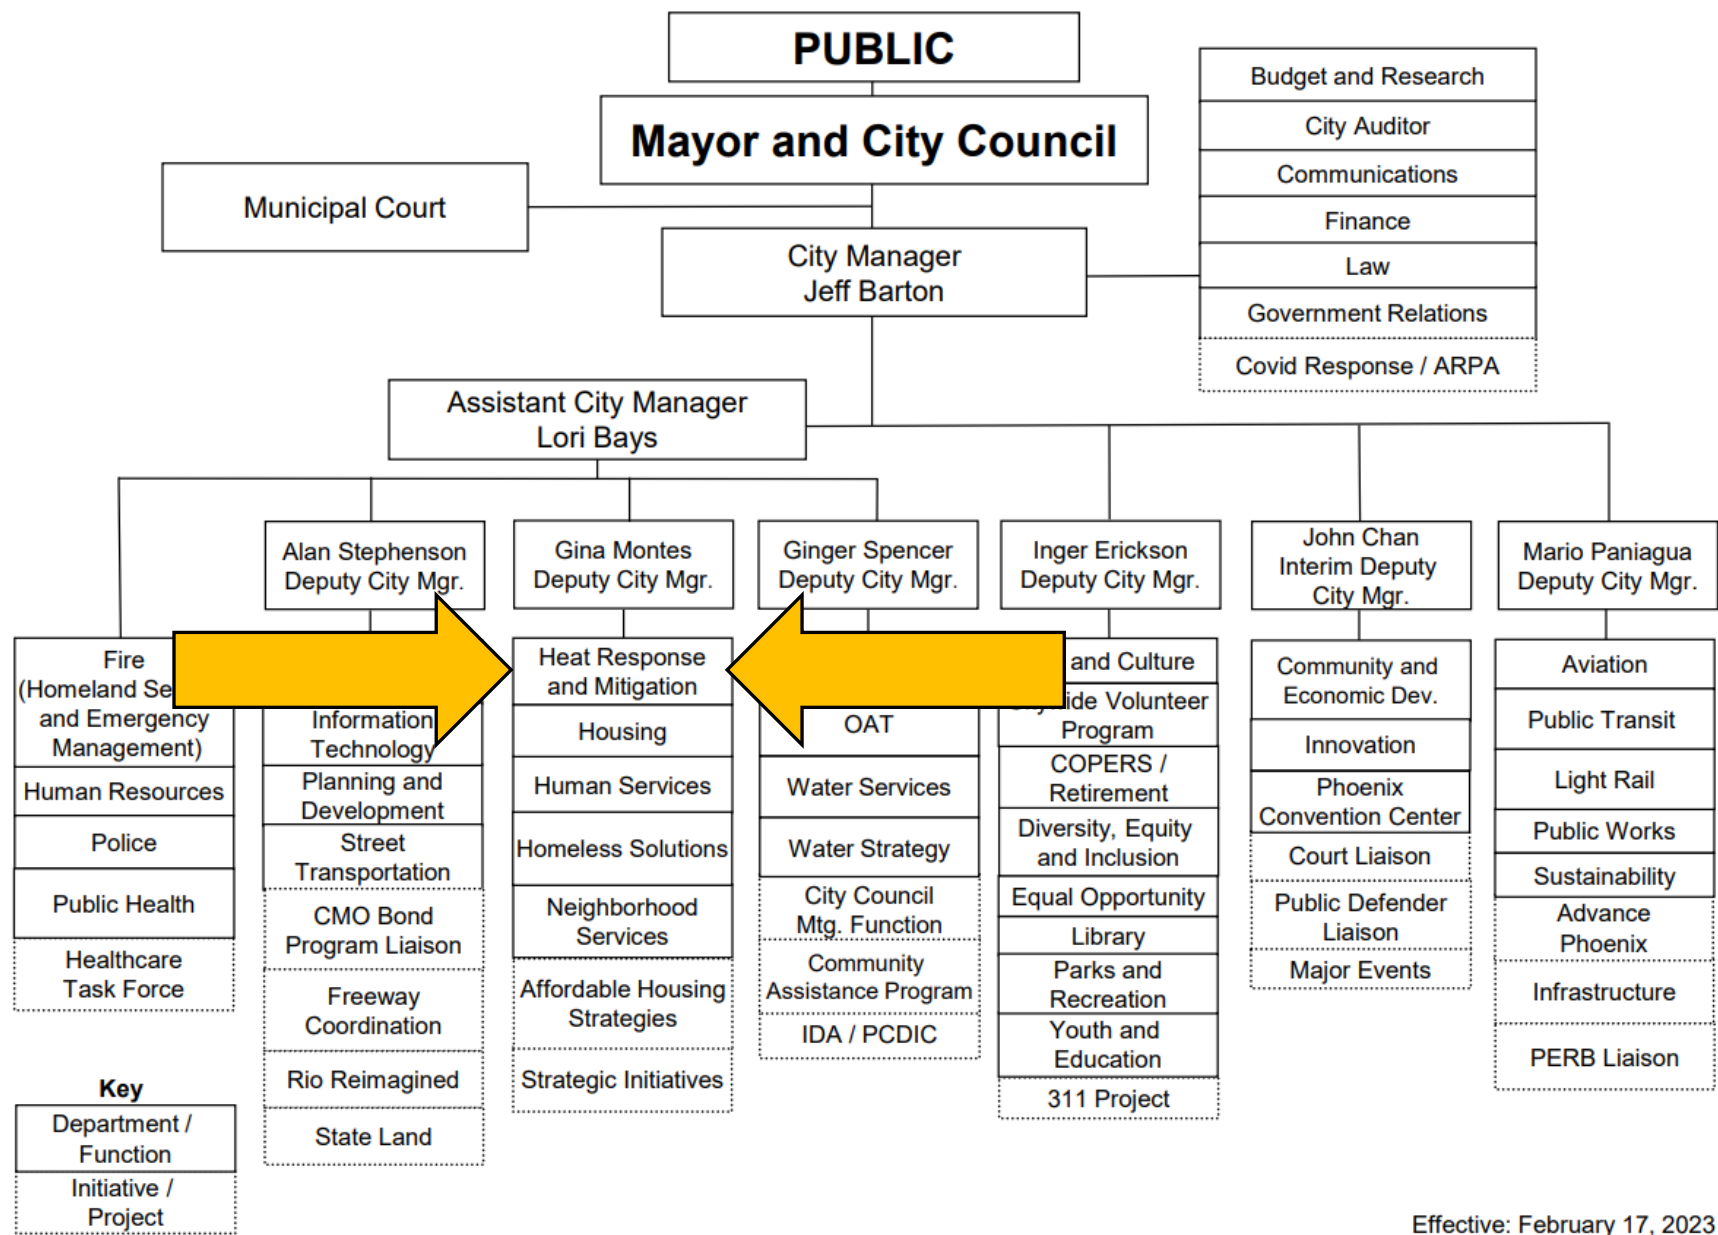 PUBLIC
Mayor and City Council
Municipal Court
City Manager
Jeff Barton
Budget and Research
City Auditor
Communications
Finance
Law
Government Relations
Covid Response / ARPA
Assistant City Manager
Lori Bays
Fire
(Homeland
and Emergency
Management)
Human Resources
Police
Public Health
Healthcare
Task Force
Alan Stephenson
Deputy City Mgr.
Information
Technology
Planning and
Development
Street
Transportation
CMO Bond
Program Liaison
Freeway
Coordination
Rio Reimagined
State Land
Gina Montes
Deputy City Mgr.
Heat Response
and Mitigation
Housing
Human Services
Homeless Solutions
Neighborhood
Services
Affordable Housing
Strategies
Strategic Initiatives
Ginger Spencer
Deputy City Mgr.
OAT
Water Services
Water Strategy
City Council
Mtg. Function
Community
Assistance Program
IDA / PCDIC
Inger Erickson
Deputy City Mgr.
and Culture
Volunteer
Program
COPERS /
Retirement
Diversity, Equity
and Inclusion
Equal Opportunity
Library
Parks and
Recreation
Youth and
Education
311 Project
John Chan
Interim Deputy
City Mgr.
Community and
Economic Dev.
Innovation
Phoenix
Convention Center
Court Liaison
Public Defender
Liaison
Major Events
Mario Paniagua
Deputy City Mgr.
Aviation
Public Transit
Light Rail
Public Works
Sustainability
Advance
Phoenix
Infrastructure
PERB Liaison
Key
Department /
Function
Initiative /
Project
Effective: February 17, 2023